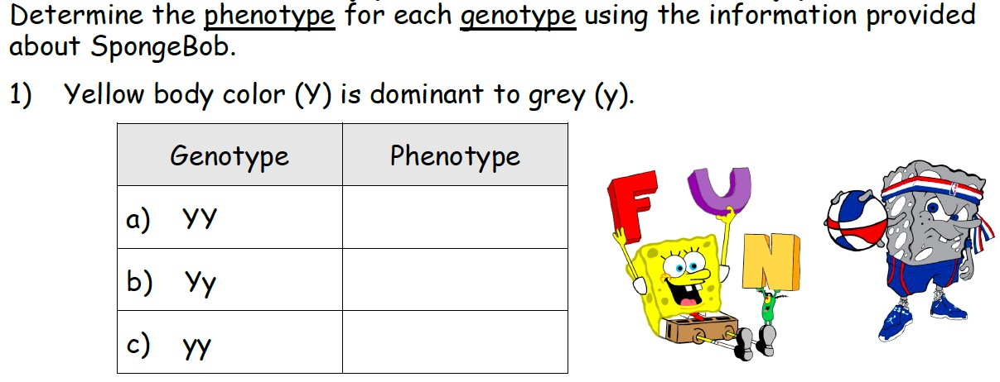 Determine the phenotype for each genotype using the information provided
about SpongeBob.
1) Yellow body color (Y) is dominant to grey (y).
Genotype Phenotype
a) YY
b) Yy
c) yy
F U
N